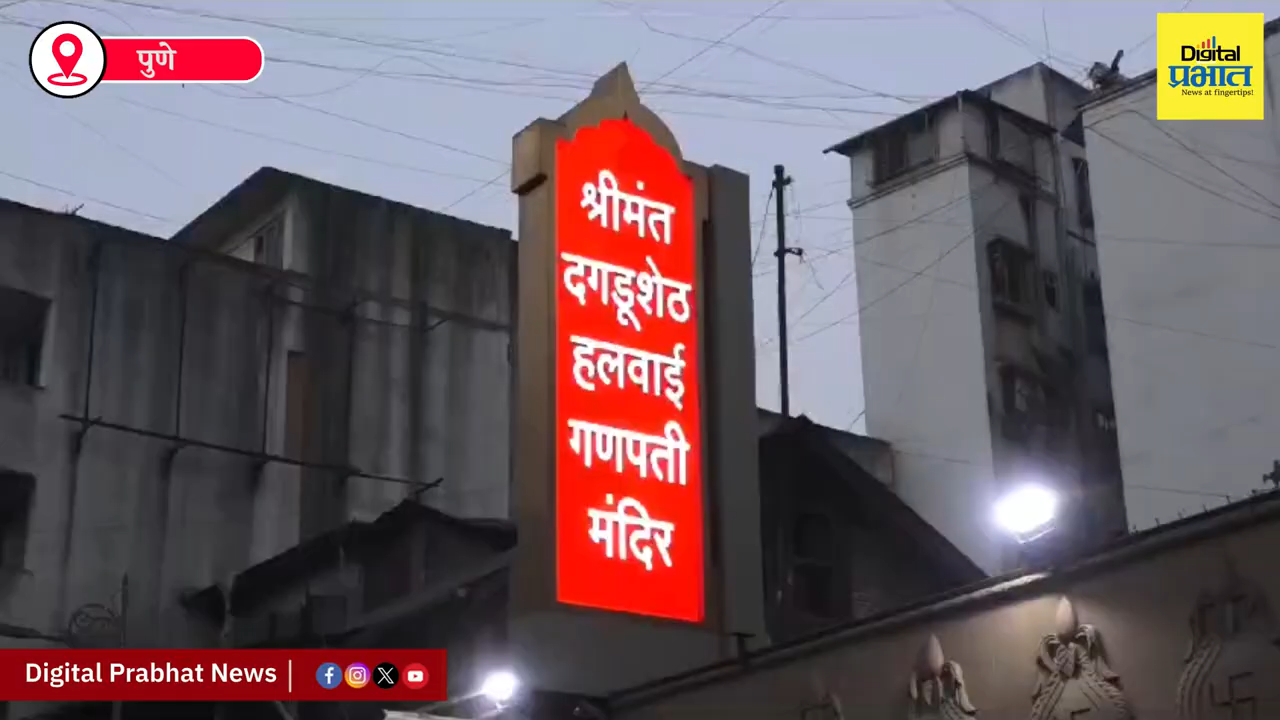 पुणे
Digital
प्रभात
News at fingertips!
श्रीमंत
दगडूशेठ
हलवाई
गणपती
मंदिर
Digital Prabhat News |